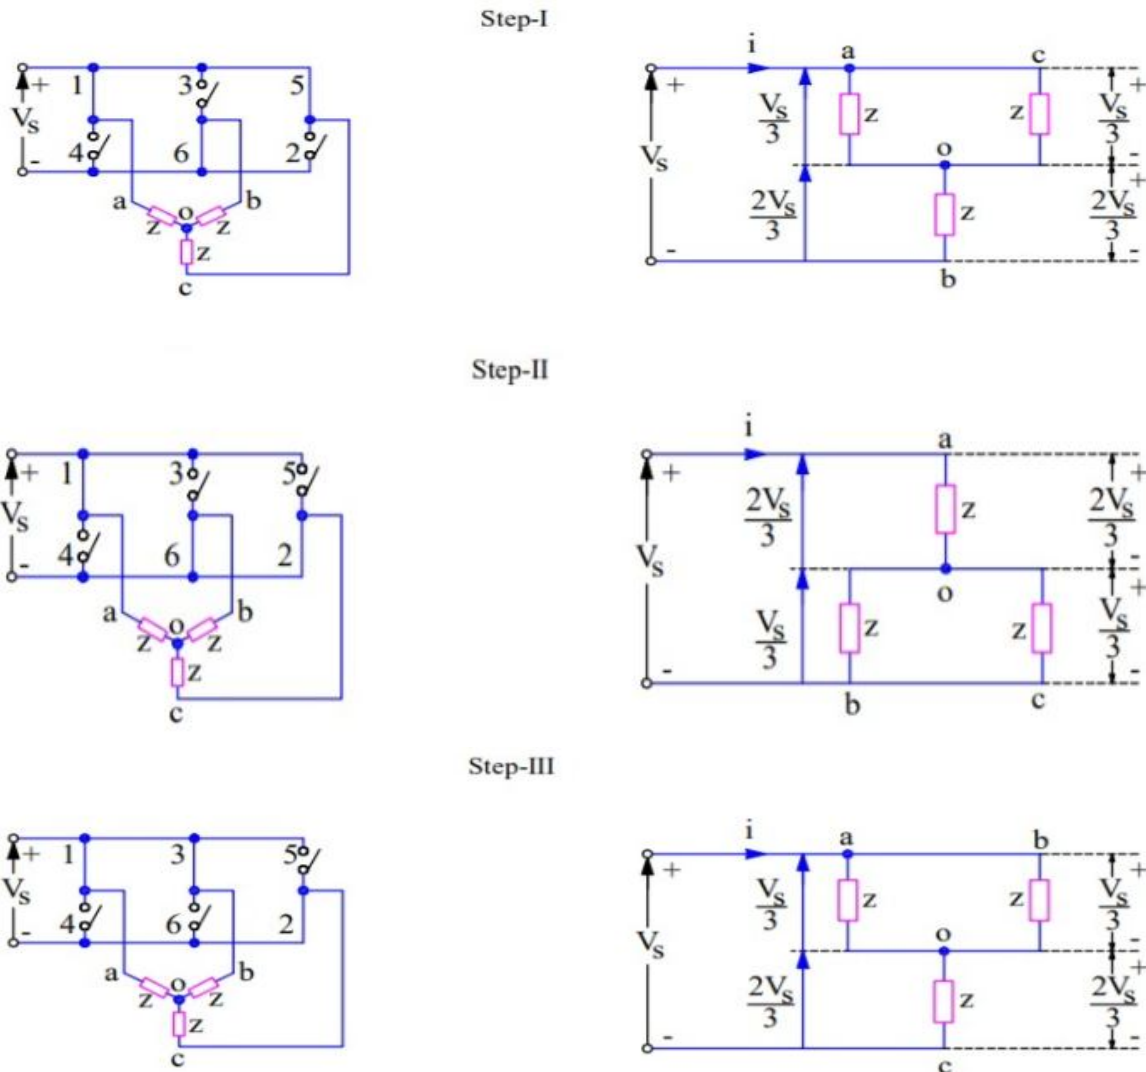 Step-I
1 3 5
+
V_S
-
4 6 2
a o b
z z
z
c
i a c
+ +
V_S/3 z z V_S/3
o -
V_S +
2V_S/3 z 2V_S/3
- -
b
Step-II
+ 1 3 5
V_S
- 4 6 2
a o b
z z
z
c
i a
+ +
2V_S/3 z 2V_S/3
V_S -
o +
V_S/3 z z V_S/3
- -
b c
Step-III
+ 1 3 5
V_S
- 4 6 2
a o b
z z
z
c
i a b
+ +
V_S/3 z z V_S/3
o -
V_S +
2V_S/3 z 2V_S/3
- -
c